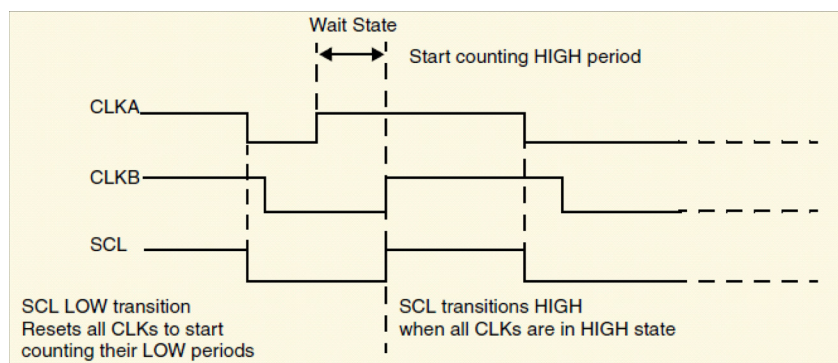 Wait State
Start counting HIGH period
CLKA
CLKB
SCL
SCL LOW transition
Resets all CLKs to start
counting their LOW periods
SCL transitions HIGH
when all CLKs are in HIGH state